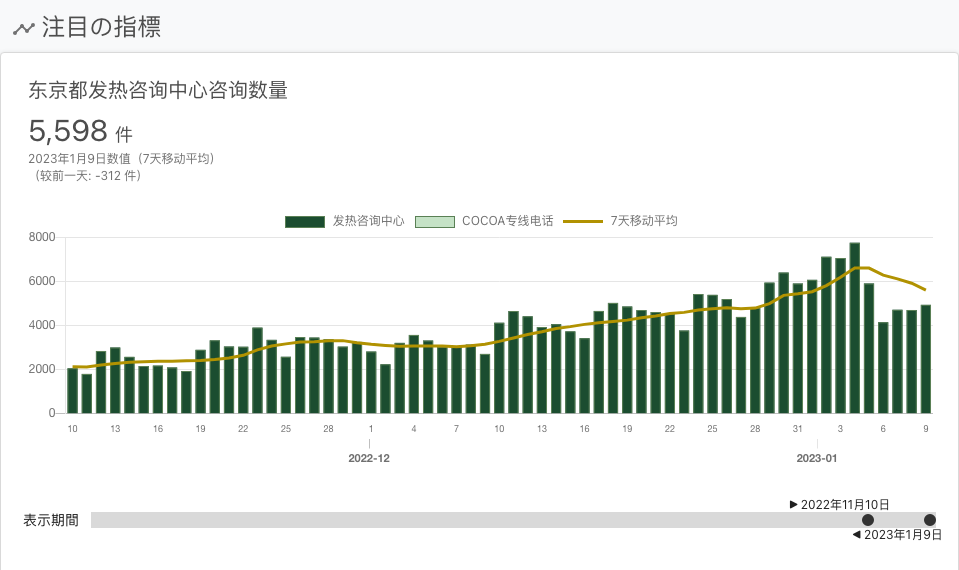 注目の指標
东京都发热咨询中心咨询数量
5,598 件
2023年1月9日数值（7天移动平均）
（较前一天: -312 件）
发热咨询中心 COCOA专线电话 7天移动平均
8000
6000
4000
2000
0
10 13 16 19 22 25 28 1 4 7 10 13 16 19 22 25 28 31 3 6 9
2022-12 2023-01
▶ 2022年11月10日
表示期間
◀ 2023年1月9日